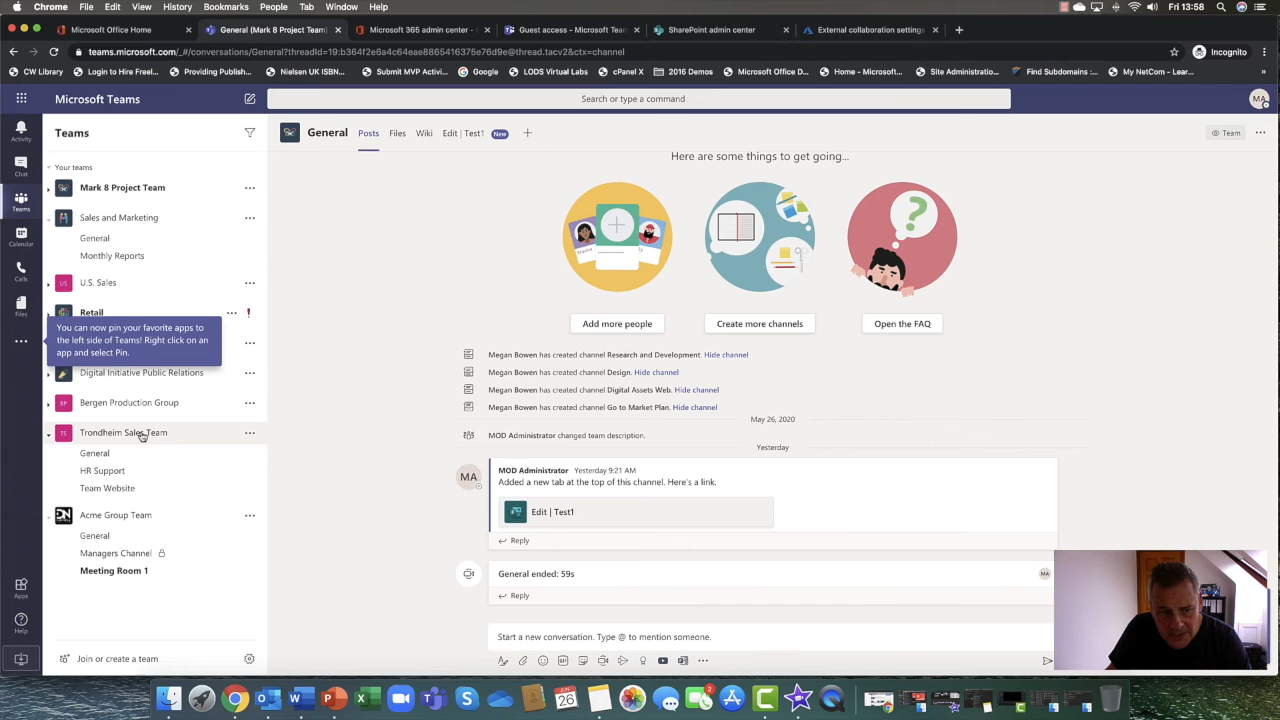 Chrome File Edit View History Bookmarks People Tab Window Help
Fri 13:58
Microsoft Office Home
General (Mark 8 Project Team)
Microsoft 365 admin center -
Guest access - Microsoft Team
SharePoint admin center
External collaboration settings
teams.microsoft.com/_#/conversations/General?threadId=19:b364f2e6a4c64eae88654165376e75e9@thread.tacv2&ctx=channel
Incognito
CW Library
Login to Hire Freel...
Providing Publish...
Nielsen UK ISBN...
Submit MVP Activi...
Google
LODS Virtual Labs
cPanel X
2016 Demos
Microsoft Office D...
Home - Microsoft...
Site Administratio...
Find Subdomains :...
My NetCom - Lear...
»
Microsoft Teams
Search or type a command
MA
Activity
Chat
Teams
Calendar
Calls
Files
Apps
Help
Teams
Your teams
Mark 8 Project Team
Sales and Marketing
General
Monthly Reports
US
U.S. Sales
Retail
You can now pin your favorite apps to
the left side of Teams! Right click on an
app and select Pin.
Digital Initiative Public Relations
BP
Bergen Production Group
TS
Trondheim Sales Team
General
HR Support
Team Website
DN
Acme Group Team
General
Managers Channel
Meeting Room 1
Join or create a team
General
Posts
Files
Wiki
Edit | Test1
New
Team
Here are some things to get going...
Add more people
Create more channels
Open the FAQ
Megan Bowen has created channel Research and Development. Hide channel
Megan Bowen has created channel Design. Hide channel
Megan Bowen has created channel Digital Assets Web. Hide channel
Megan Bowen has created channel Go to Market Plan. Hide channel
May 26, 2020
MOD Administrator changed team description.
Yesterday
MA
MOD Administrator Yesterday 9:21 AM
Added a new tab at the top of this channel. Here's a link.
Edit | Test1
Reply
General ended: 59s
MA
Reply
Start a new conversation. Type @ to mention someone.
GIF
JUN
26
2